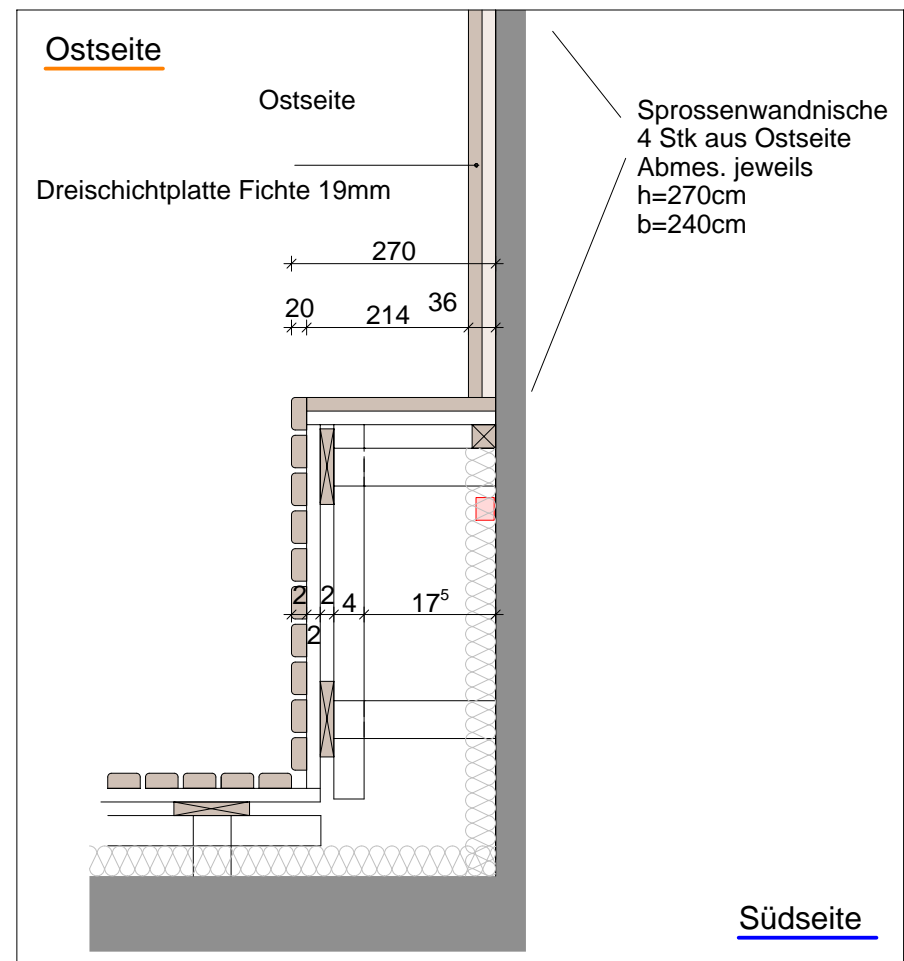 Ostseite
Ostseite
Sprossenwandnische
4 Stk aus Ostseite
Abmes. jeweils
h=270cm
b=240cm
Dreischichtplatte Fichte 19mm
270
20
214
36
2
2
2
4
17⁵
Südseite